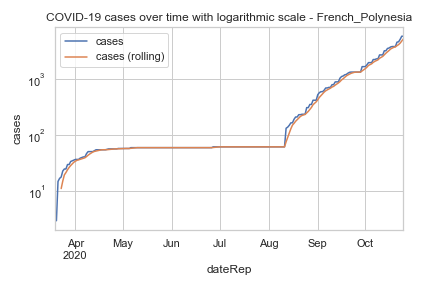 COVID-19 cases over time with logarithmic scale - French_Polynesia
cases
cases (rolling)
10³
10²
10¹
cases
Apr
2020
May
Jun
Jul
Aug
Sep
Oct
dateRep